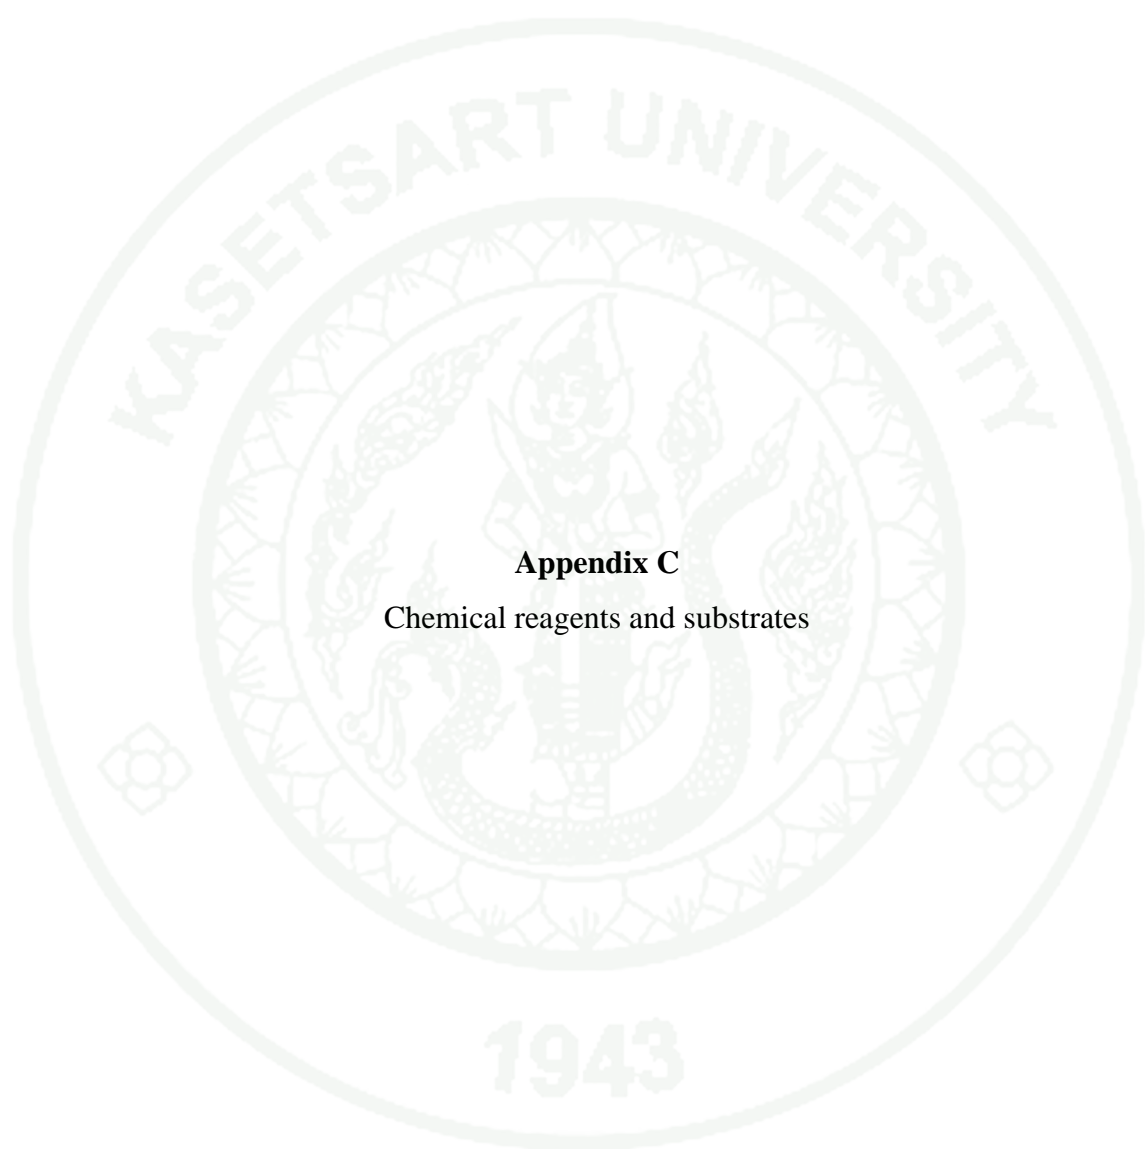 KASETSART UNIVERSITY
Appendix C
Chemical reagents and substrates
1943